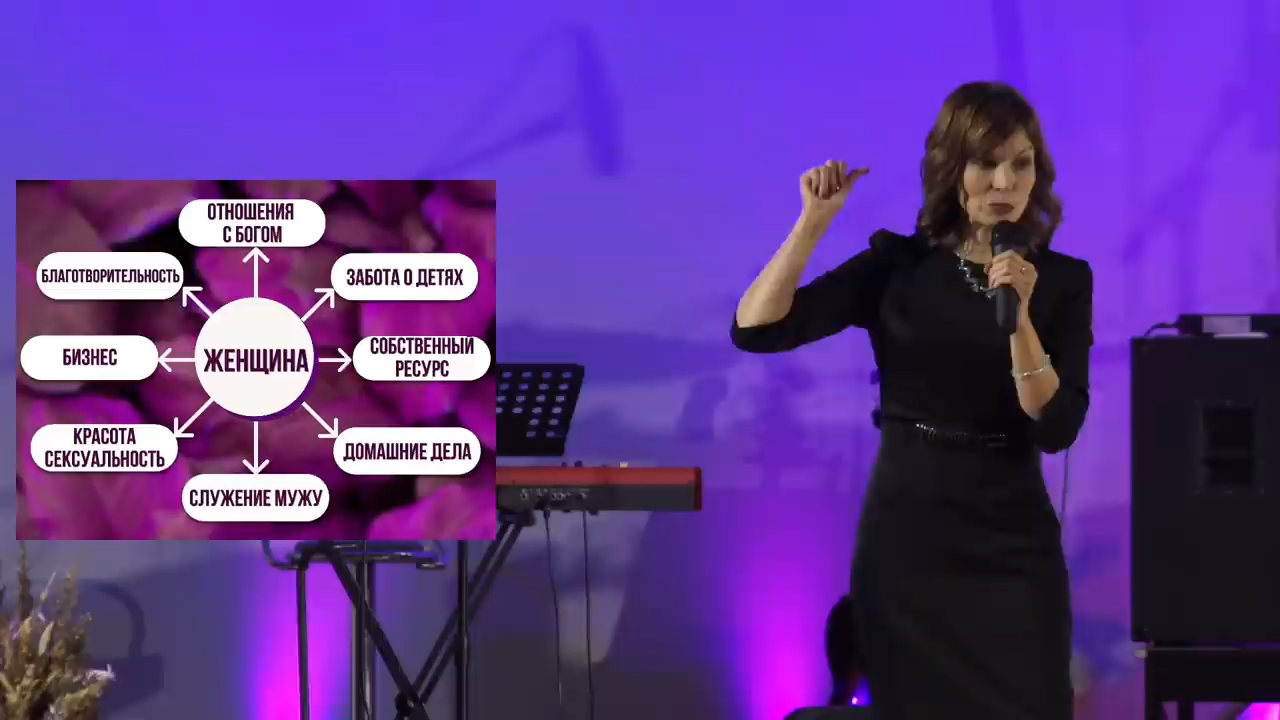 ОТНОШЕНИЯ
С БОГОМ
БЛАГОТВОРИТЕЛЬНОСТЬ
ЗАБОТА О ДЕТЯХ
БИЗНЕС
ЖЕНЩИНА
СОБСТВЕННЫЙ
РЕСУРС
КРАСОТА
СЕКСУАЛЬНОСТЬ
ДОМАШНИЕ ДЕЛА
СЛУЖЕНИЕ МУЖУ